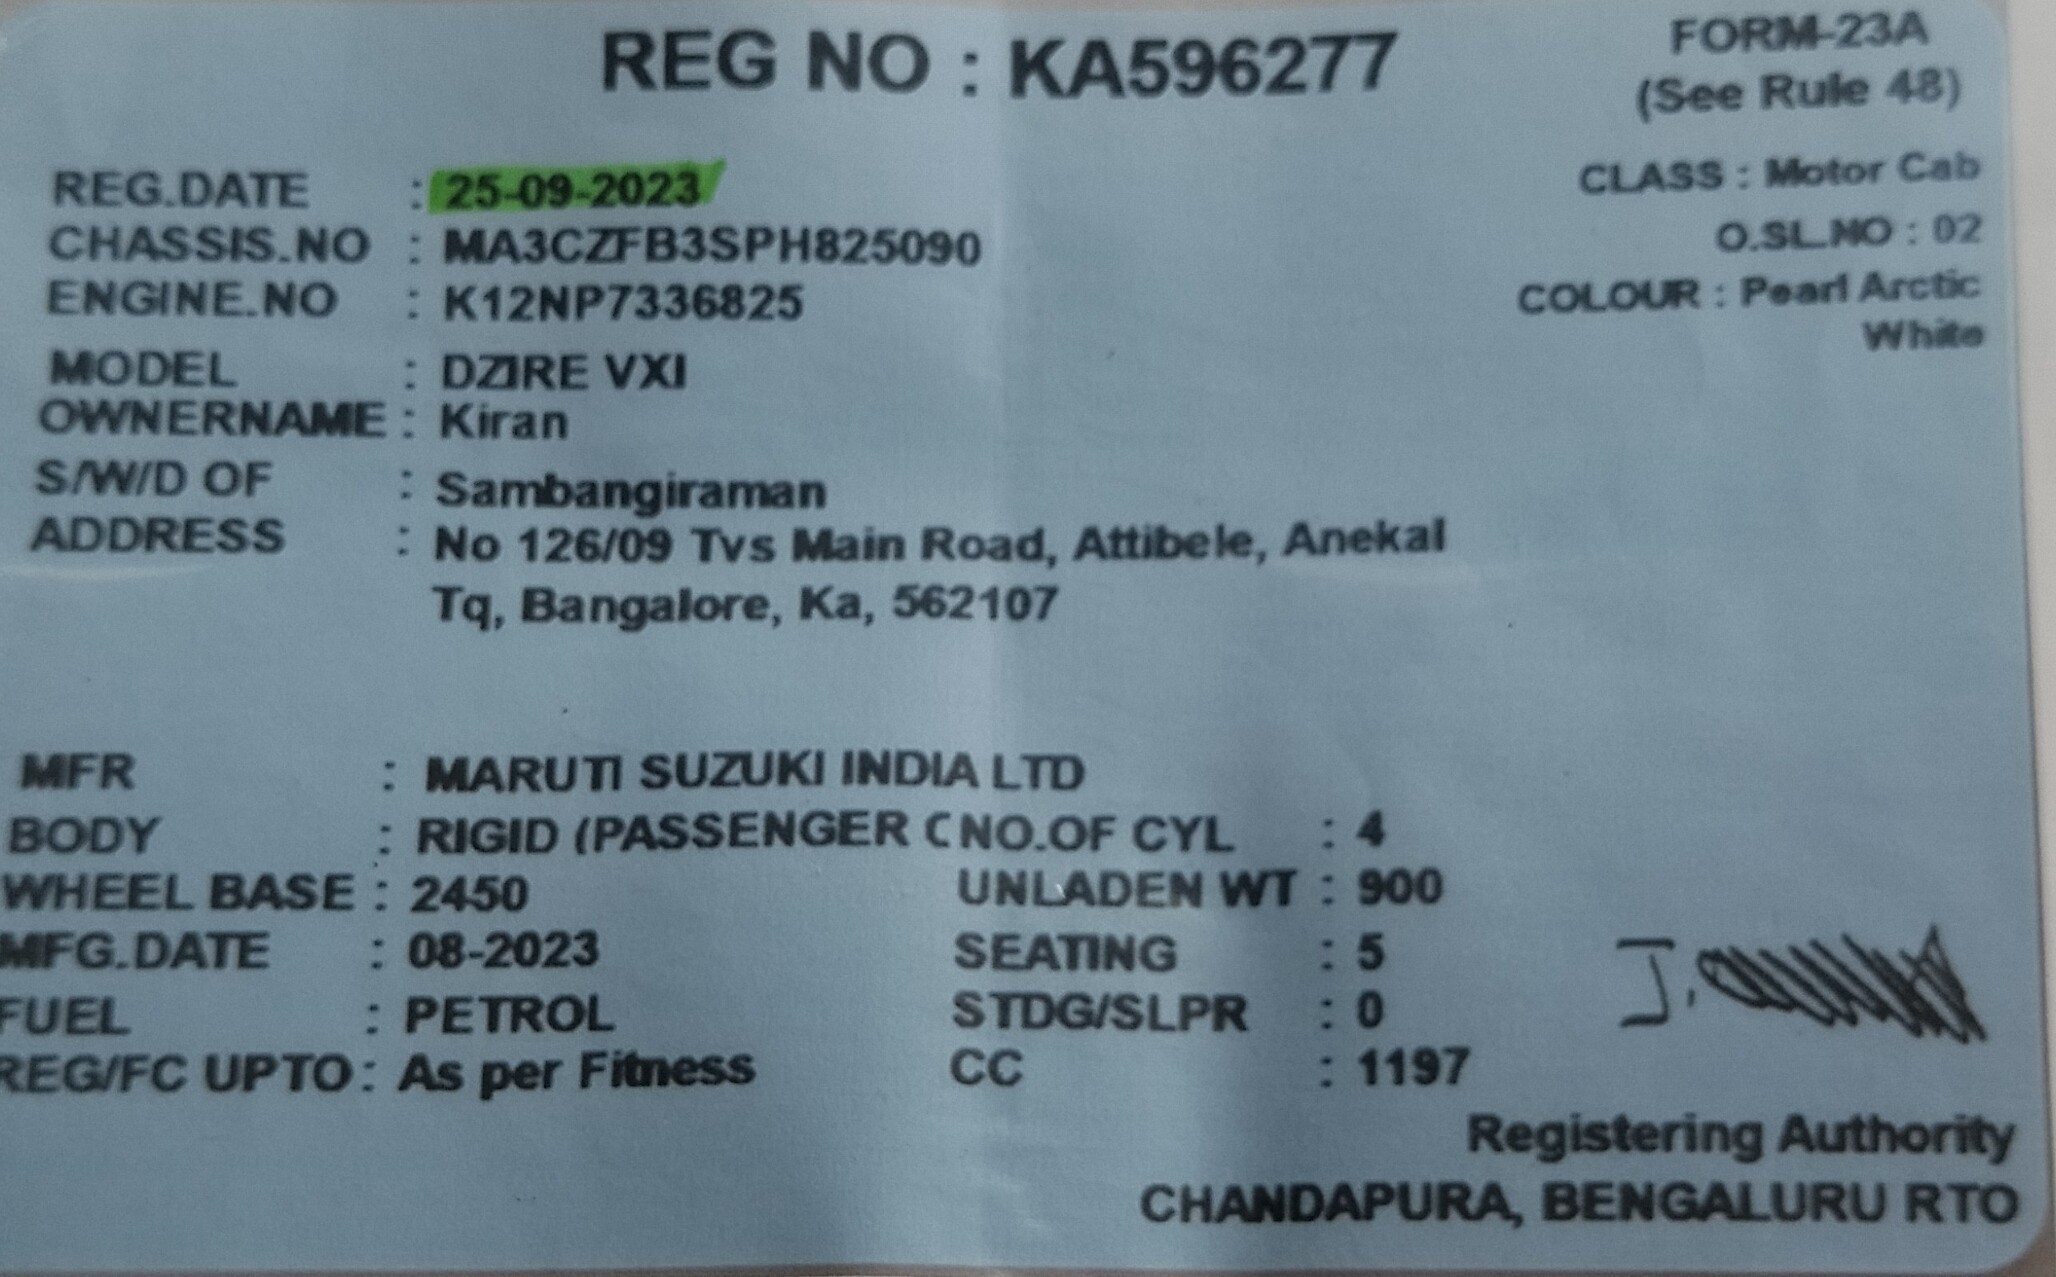 REG NO : KA596277
FORM-23A
(See Rule 48)
REG.DATE : 25-09-2023
CLASS : Motor Cab
CHASSIS.NO : MA3CZFB3SPH825090
O.SL.NO : 02
ENGINE.NO : K12NP7336825
COLOUR : Pearl Arctic
White
MODEL : DZIRE VXI
OWNERNAME : Kiran
S/W/D OF : Sambangiraman
ADDRESS : No 126/09 Tvs Main Road, Attibele, Anekal
Tq, Bangalore, Ka, 562107
MFR : MARUTI SUZUKI INDIA LTD
BODY : RIGID (PASSENGER C NO.OF CYL : 4
WHEEL BASE : 2450 UNLADEN WT : 900
MFG.DATE : 08-2023 SEATING : 5
FUEL : PETROL STDG/SLPR : 0
REG/FC UPTO : As per Fitness CC : 1197
Registering Authority
CHANDAPURA, BENGALURU RTO